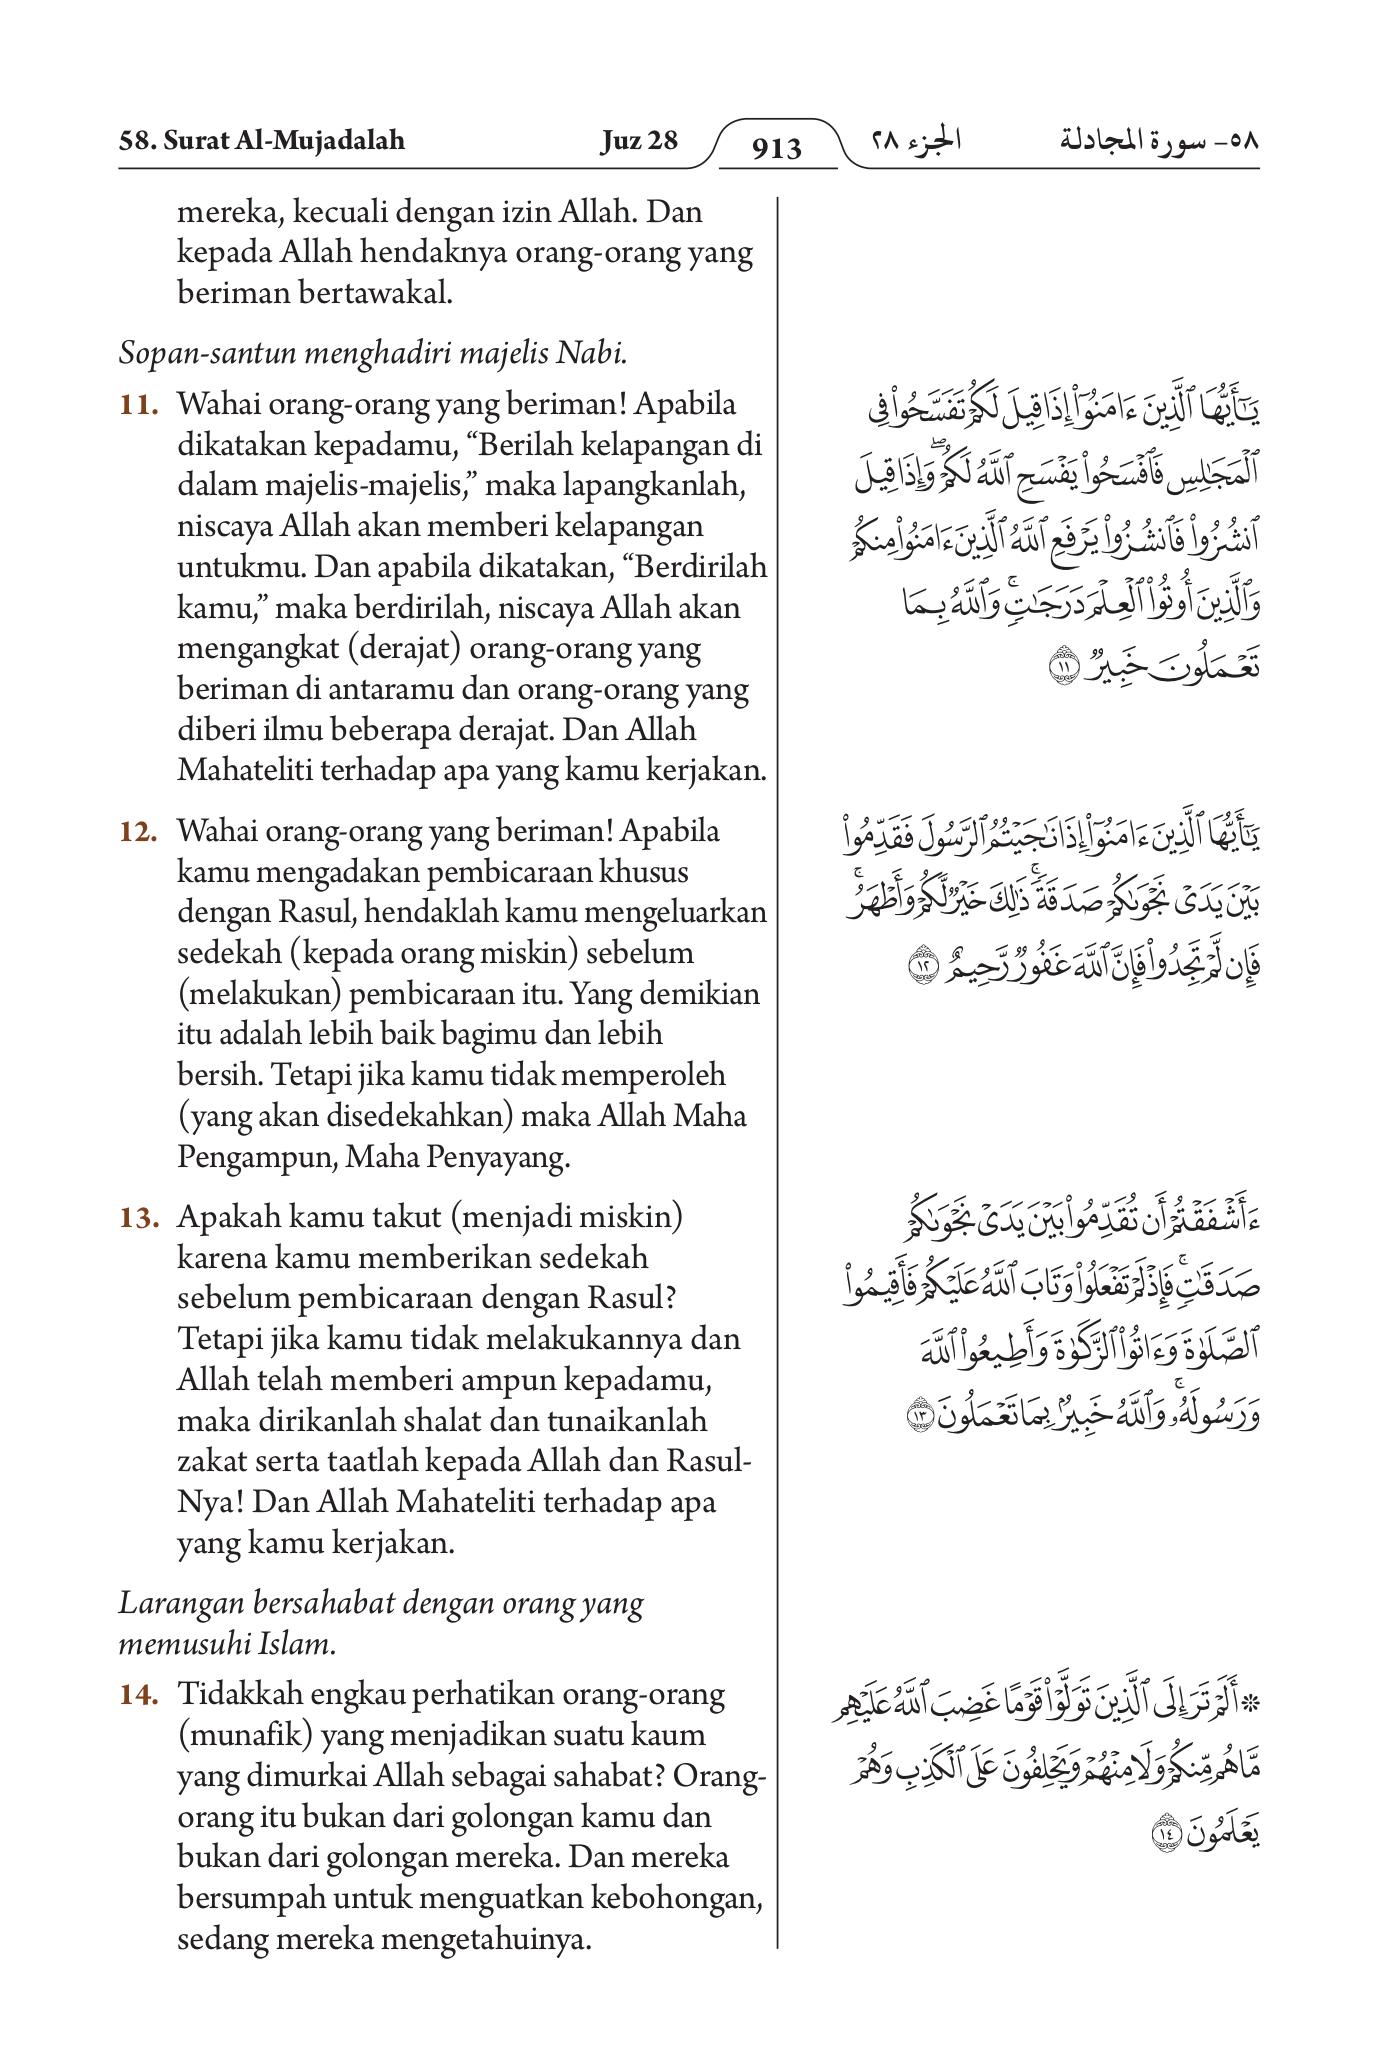 58. Surat Al-Mujadalah Juz 28 913 الجزء ٢٨ ٥٨- سورة المجادلة
mereka, kecuali dengan izin Allah. Dan
kepada Allah hendaknya orang-orang yang
beriman bertawakal.
Sopan-santun menghadiri majelis Nabi.
11. Wahai orang-orang yang beriman! Apabila
dikatakan kepadamu, “Berilah kelapangan di
dalam majelis-majelis,” maka lapangkanlah,
niscaya Allah akan memberi kelapangan
untukmu. Dan apabila dikatakan, “Berdirilah
kamu,” maka berdirilah, niscaya Allah akan
mengangkat (derajat) orang-orang yang
beriman di antaramu dan orang-orang yang
diberi ilmu beberapa derajat. Dan Allah
Mahateliti terhadap apa yang kamu kerjakan.
12. Wahai orang-orang yang beriman! Apabila
kamu mengadakan pembicaraan khusus
dengan Rasul, hendaklah kamu mengeluarkan
sedekah (kepada orang miskin) sebelum
(melakukan) pembicaraan itu. Yang demikian
itu adalah lebih baik bagimu dan lebih
bersih. Tetapi jika kamu tidak memperoleh
(yang akan disedekahkan) maka Allah Maha
Pengampun, Maha Penyayang.
13. Apakah kamu takut (menjadi miskin)
karena kamu memberikan sedekah
sebelum pembicaraan dengan Rasul?
Tetapi jika kamu tidak melakukannya dan
Allah telah memberi ampun kepadamu,
maka dirikanlah shalat dan tunaikanlah
zakat serta taatlah kepada Allah dan Rasul-
Nya! Dan Allah Mahateliti terhadap apa
yang kamu kerjakan.
Larangan bersahabat dengan orang yang
memusuhi Islam.
14. Tidakkah engkau perhatikan orang-orang
(munafik) yang menjadikan suatu kaum
yang dimurkai Allah sebagai sahabat? Orang-
orang itu bukan dari golongan kamu dan
bukan dari golongan mereka. Dan mereka
bersumpah untuk menguatkan kebohongan,
sedang mereka mengetahuinya.
يَٰٓأَيُّهَا ٱلَّذِينَ ءَامَنُوٓاْ إِذَا قِيلَ لَكُمۡ تَفَسَّحُواْ فِي
ٱلۡمَجَٰلِسِ فَٱفۡسَحُواْ يَفۡسَحِ ٱللَّهُ لَكُمۡۖ وَإِذَا قِيلَ
ٱنشُزُواْ فَٱنشُزُواْ يَرۡفَعِ ٱللَّهُ ٱلَّذِينَ ءَامَنُواْ مِنكُمۡ
وَٱلَّذِينَ أُوتُواْ ٱلۡعِلۡمَ دَرَجَٰتٖۚ وَٱللَّهُ بِمَا
تَعۡمَلُونَ خَبِيرٞ ١١
يَٰٓأَيُّهَا ٱلَّذِينَ ءَامَنُوٓاْ إِذَا نَٰجَيۡتُمُ ٱلرَّسُولَ فَقَدِّمُواْ
بَيۡنَ يَدَيۡ نَجۡوَىٰكُمۡ صَدَقَةٗۚ ذَٰلِكَ خَيۡرٞ لَّكُمۡ وَأَطۡهَرُۚ
فَإِن لَّمۡ تَجِدُواْ فَإِنَّ ٱللَّهَ غَفُورٞ رَّحِيمٌ ١٢
ءَأَشۡفَقۡتُمۡ أَن تُقَدِّمُواْ بَيۡنَ يَدَيۡ نَجۡوَىٰكُمۡ
صَدَقَٰتٖۚ فَإِذۡ لَمۡ تَفۡعَلُواْ وَتَابَ ٱللَّهُ عَلَيۡكُمۡ فَأَقِيمُواْ
ٱلصَّلَوٰةَ وَءَاتُواْ ٱلزَّكَوٰةَ وَأَطِيعُواْ ٱللَّهَ
وَرَسُولَهُۥۚ وَٱللَّهُ خَبِيرُۢ بِمَا تَعۡمَلُونَ ١٣
۞ أَلَمۡ تَرَ إِلَى ٱلَّذِينَ تَوَلَّوۡاْ قَوۡمًا غَضِبَ ٱللَّهُ عَلَيۡهِم
مَّا هُم مِّنكُمۡ وَلَا مِنۡهُمۡ وَيَحۡلِفُونَ عَلَى ٱلۡكَذِبِ وَهُمۡ
يَعۡلَمُونَ ١٤